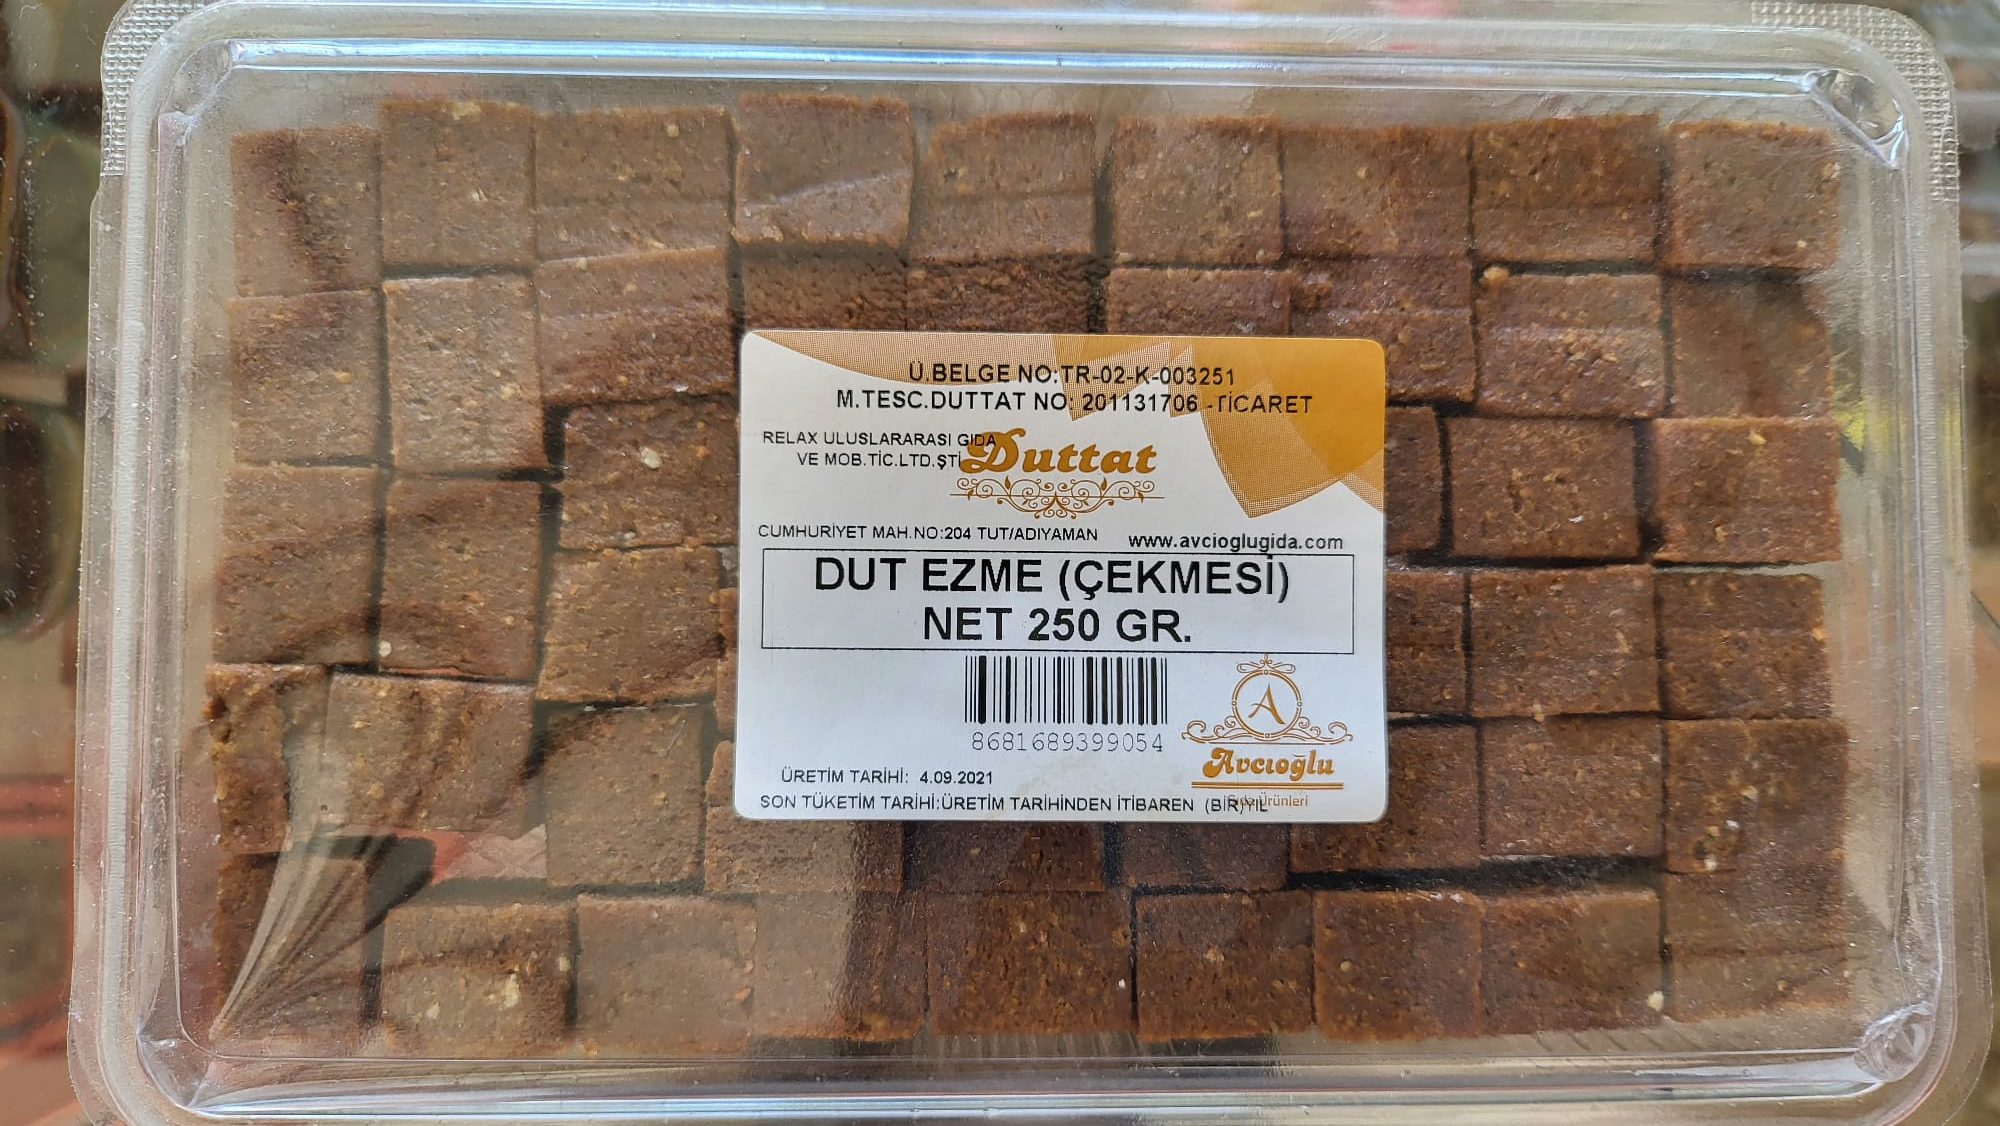 Ü.BELGE NO:TR-02-K-003251
M.TESC.DUTTAT NO: 201131706 -TİCARET
RELAX ULUSLARARASI GIDA
VE MOB.TİC.LTD.ŞTİ
Duttat
CUMHURİYET MAH.NO:204 TUT/ADIYAMAN
www.avcioglugida.com
DUT EZME (ÇEKMESİ)
NET 250 GR.
8681689399054
A
Avcıoğlu
Gıda Ürünleri
ÜRETİM TARİHİ: 4.09.2021
SON TÜKETİM TARİHİ:ÜRETİM TARİHİNDEN İTİBAREN (BİR)YIL